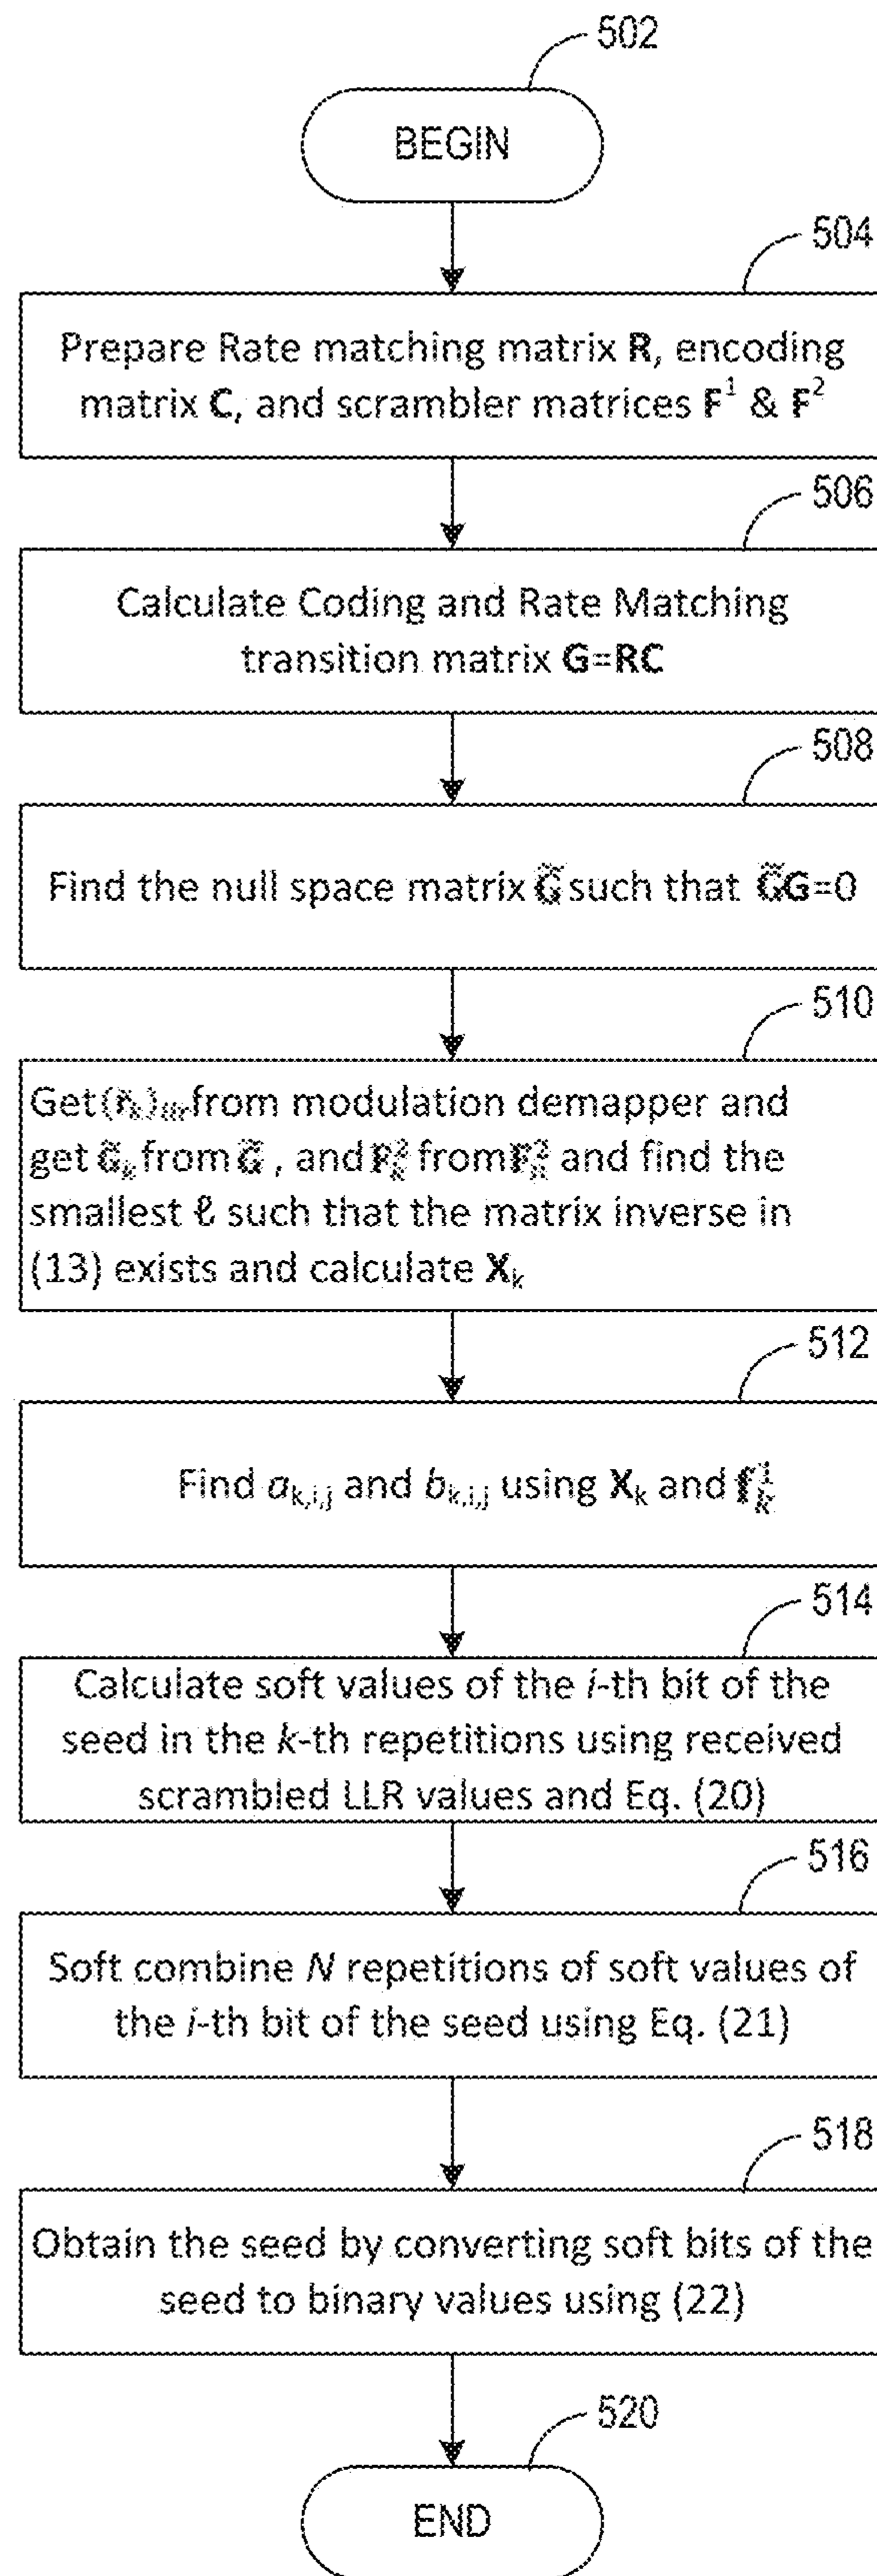 502
BEGIN
504
Prepare Rate matching matrix R, encoding
matrix C, and scrambler matrices F¹ & F²
506
Calculate Coding and Rate Matching
transition matrix G=RC
508
Find the null space matrix G̃ such that G̃G=0
510
Get from modulation demapper and
get G̃ₖ from G̃, and F²ₖ from and find the
smallest ℓ such that the matrix inverse in
(13) exists and calculate Xₖ
512
Find aₖ,ᵢ,ⱼ and bₖ,ᵢ,ⱼ using Xₖ and f¹ₖ
514
Calculate soft values of the i-th bit of the
seed in the k-th repetitions using received
scrambled LLR values and Eq. (20)
516
Soft combine N repetitions of soft values of
the i-th bit of the seed using Eq. (21)
518
Obtain the seed by converting soft bits of the
seed to binary values using (22)
520
END